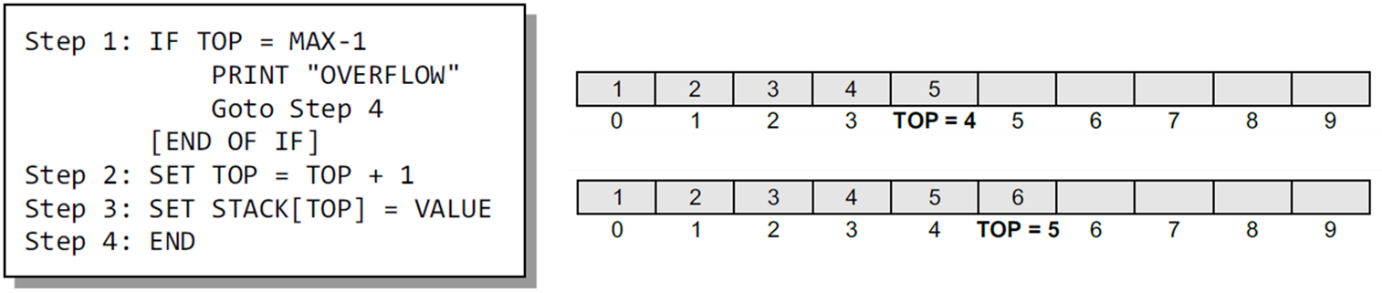 Step 1: IF TOP = MAX-1
PRINT "OVERFLOW"
Goto Step 4
[END OF IF]
Step 2: SET TOP = TOP + 1
Step 3: SET STACK[TOP] = VALUE
Step 4: END
1 2 3 4 5
0 1 2 3 TOP = 4 5 6 7 8 9
1 2 3 4 5 6
0 1 2 3 4 TOP = 5 6 7 8 9